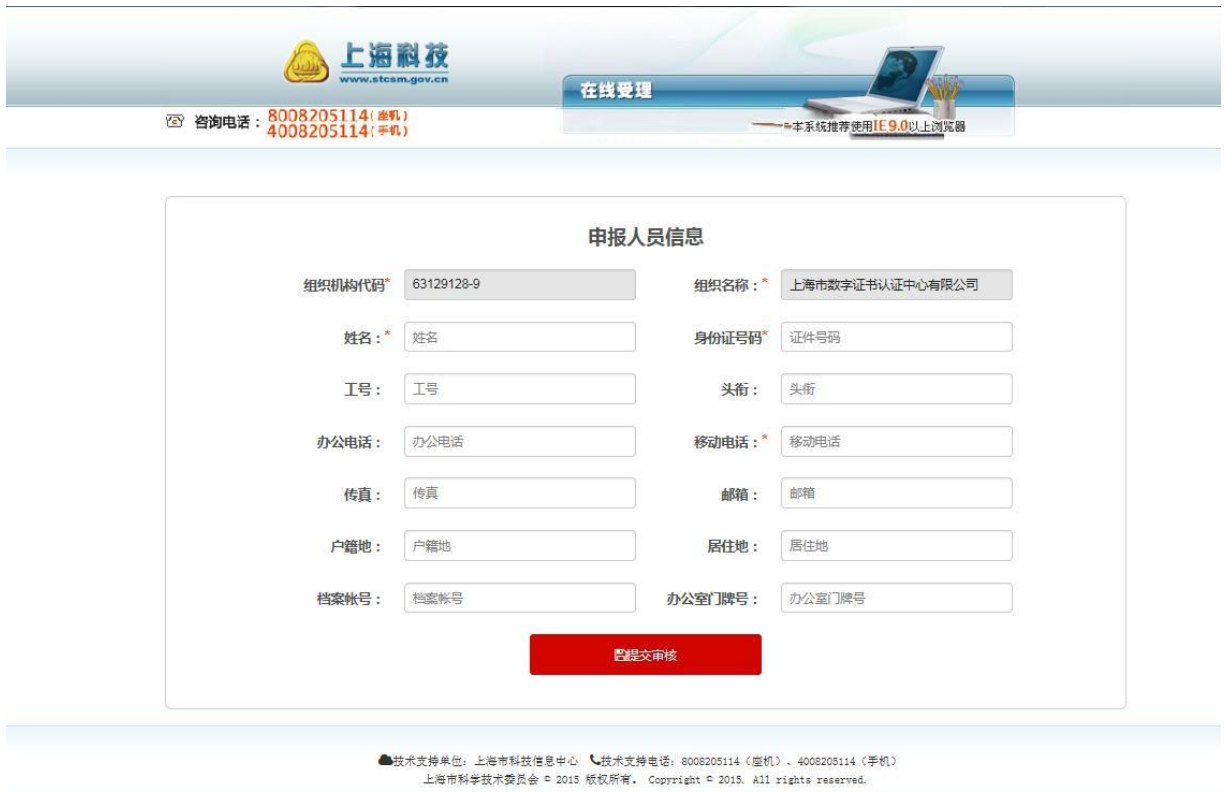 上海科技
www.stcsm.gov.cn
在线受理
咨询电话：8008205114(座机)
4008205114(手机)
本系统推荐使用IE9.0以上浏览器
申报人员信息
组织机构代码* 63129128-9 组织名称：* 上海市数字证书认证中心有限公司
姓名：* 姓名 身份证号码* 证件号码
工号： 工号 头衔： 头衔
办公电话： 办公电话 移动电话：* 移动电话
传真： 传真 邮箱： 邮箱
户籍地： 户籍地 居住地： 居住地
档案帐号： 档案帐号 办公室门牌号： 办公室门牌号
提交审核
技术支持单位：上海市科技信息中心 技术支持电话：8008205114（座机）、4008205114（手机）
上海市科学技术委员会 © 2015 版权所有。 Copyright © 2015. All rights reserved.